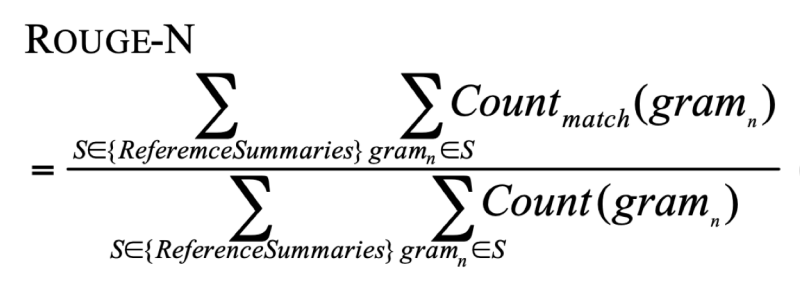 ROUGE-N
∑ ∑ Count_match(gram_n)
S∈{ReferemceSummaries} gram_n∈S
=
∑ ∑ Count(gram_n)
S∈{ReferenceSummaries} gram_n∈S